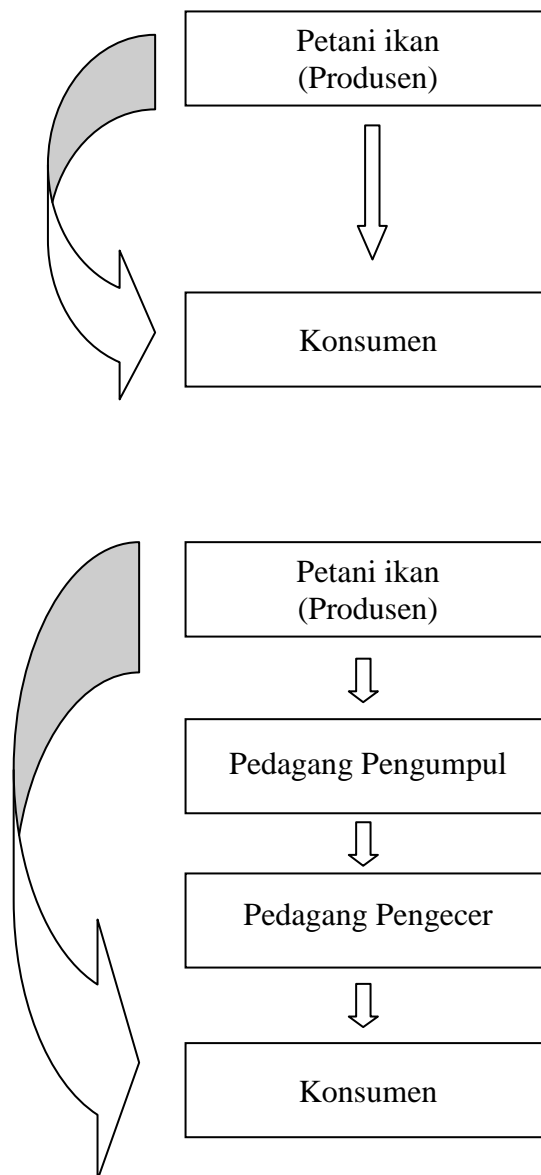 Petani ikan
(Produsen)
Konsumen
Petani ikan
(Produsen)
Pedagang Pengumpul
Pedagang Pengecer
Konsumen